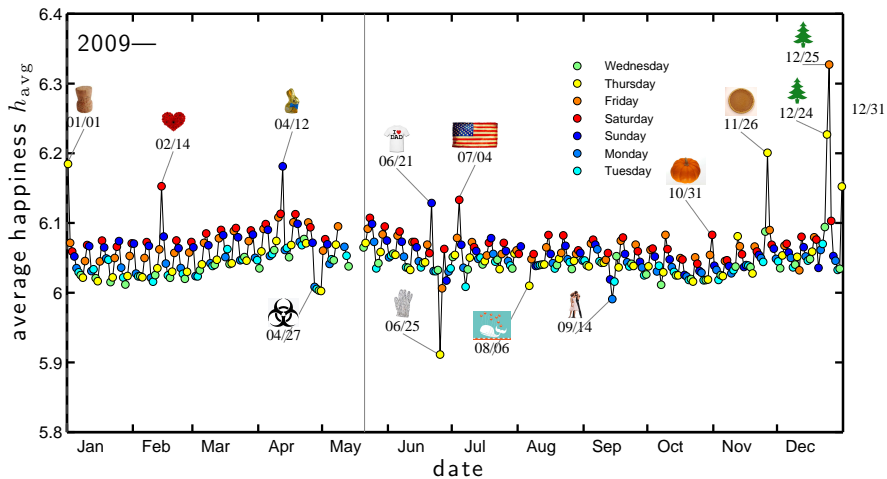 2009—
average happiness h_avg
6.4
6.3
6.2
6.1
6
5.9
5.8
01/01
02/14
04/12
04/27
06/21
I ♥ DAD
07/04
06/25
08/06
09/14
10/31
11/26
12/24
12/25
12/31
Wednesday
Thursday
Friday
Saturday
Sunday
Monday
Tuesday
Jan Feb Mar Apr May Jun Jul Aug Sep Oct Nov Dec
date